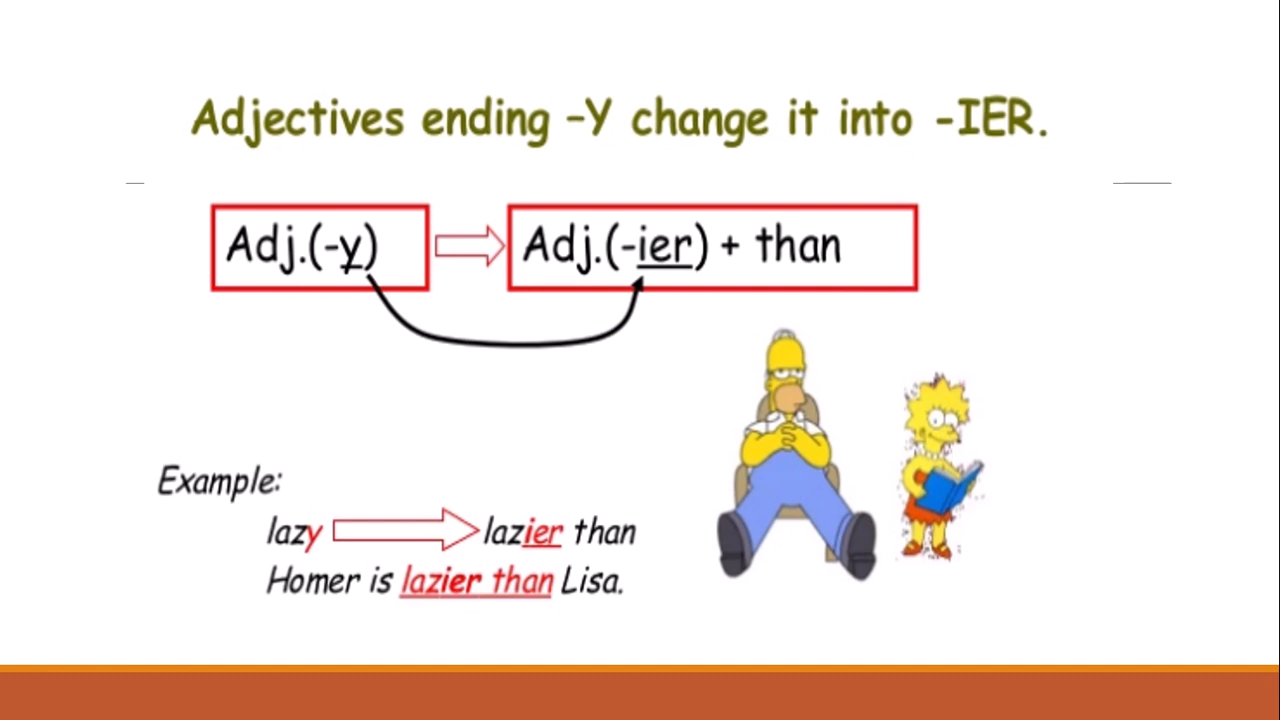 Adjectives ending –Y change it into -IER.
Adj.(-y) Adj.(-ier) + than
Example:
lazy lazier than
Homer is lazier than Lisa.